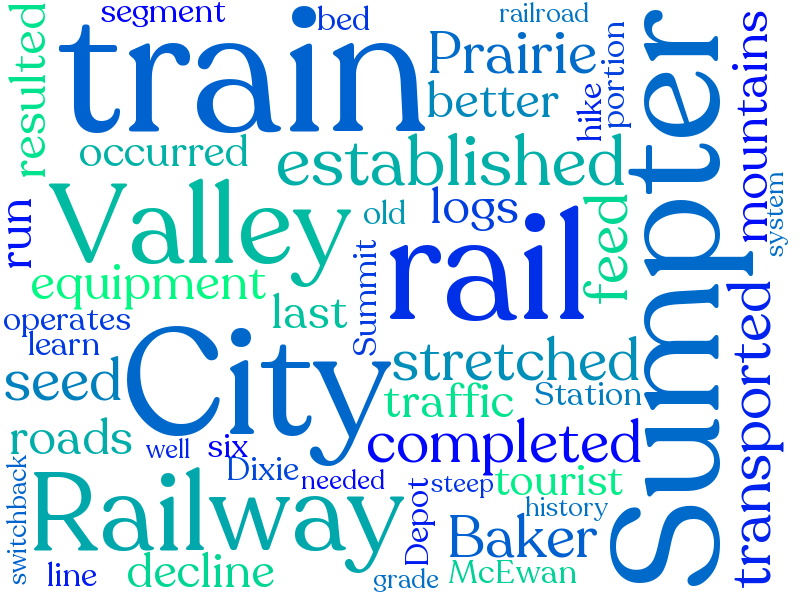 segment
bed
railroad
resulted
train
Prairie
better
hike
portion
Sumpter
mountains
occurred
established
Valley
old
logs
feed
system
run
rail
equipment
Summit
last
operates
learn
City
stretched
transported
seed
traffic
Station
roads
well
six
completed
Dixie
needed
Depot
steep
tourist
switchback
Railway
history
Baker
line
decline
grade
McEwan